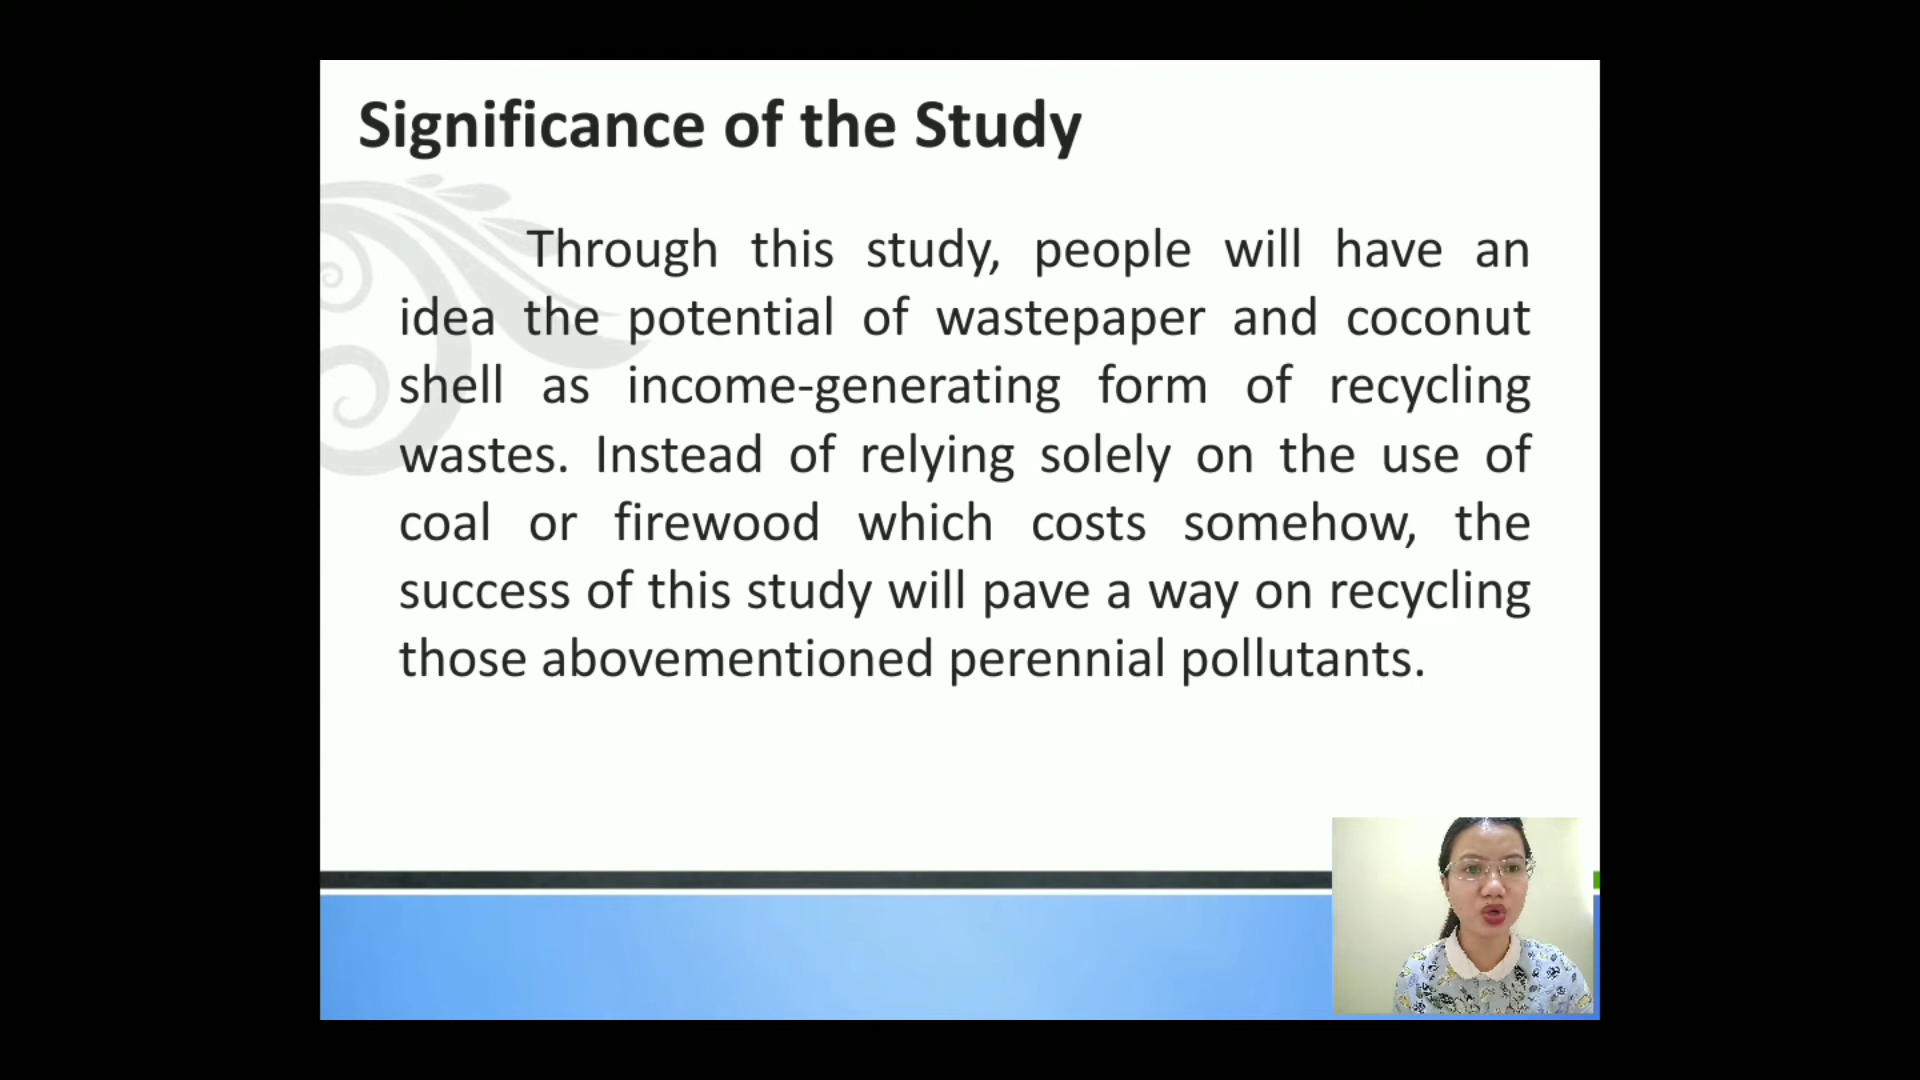 Significance of the Study
Through this study, people will have an
idea the potential of wastepaper and coconut
shell as income-generating form of recycling
wastes. Instead of relying solely on the use of
coal or firewood which costs somehow, the
success of this study will pave a way on recycling
those abovementioned perennial pollutants.